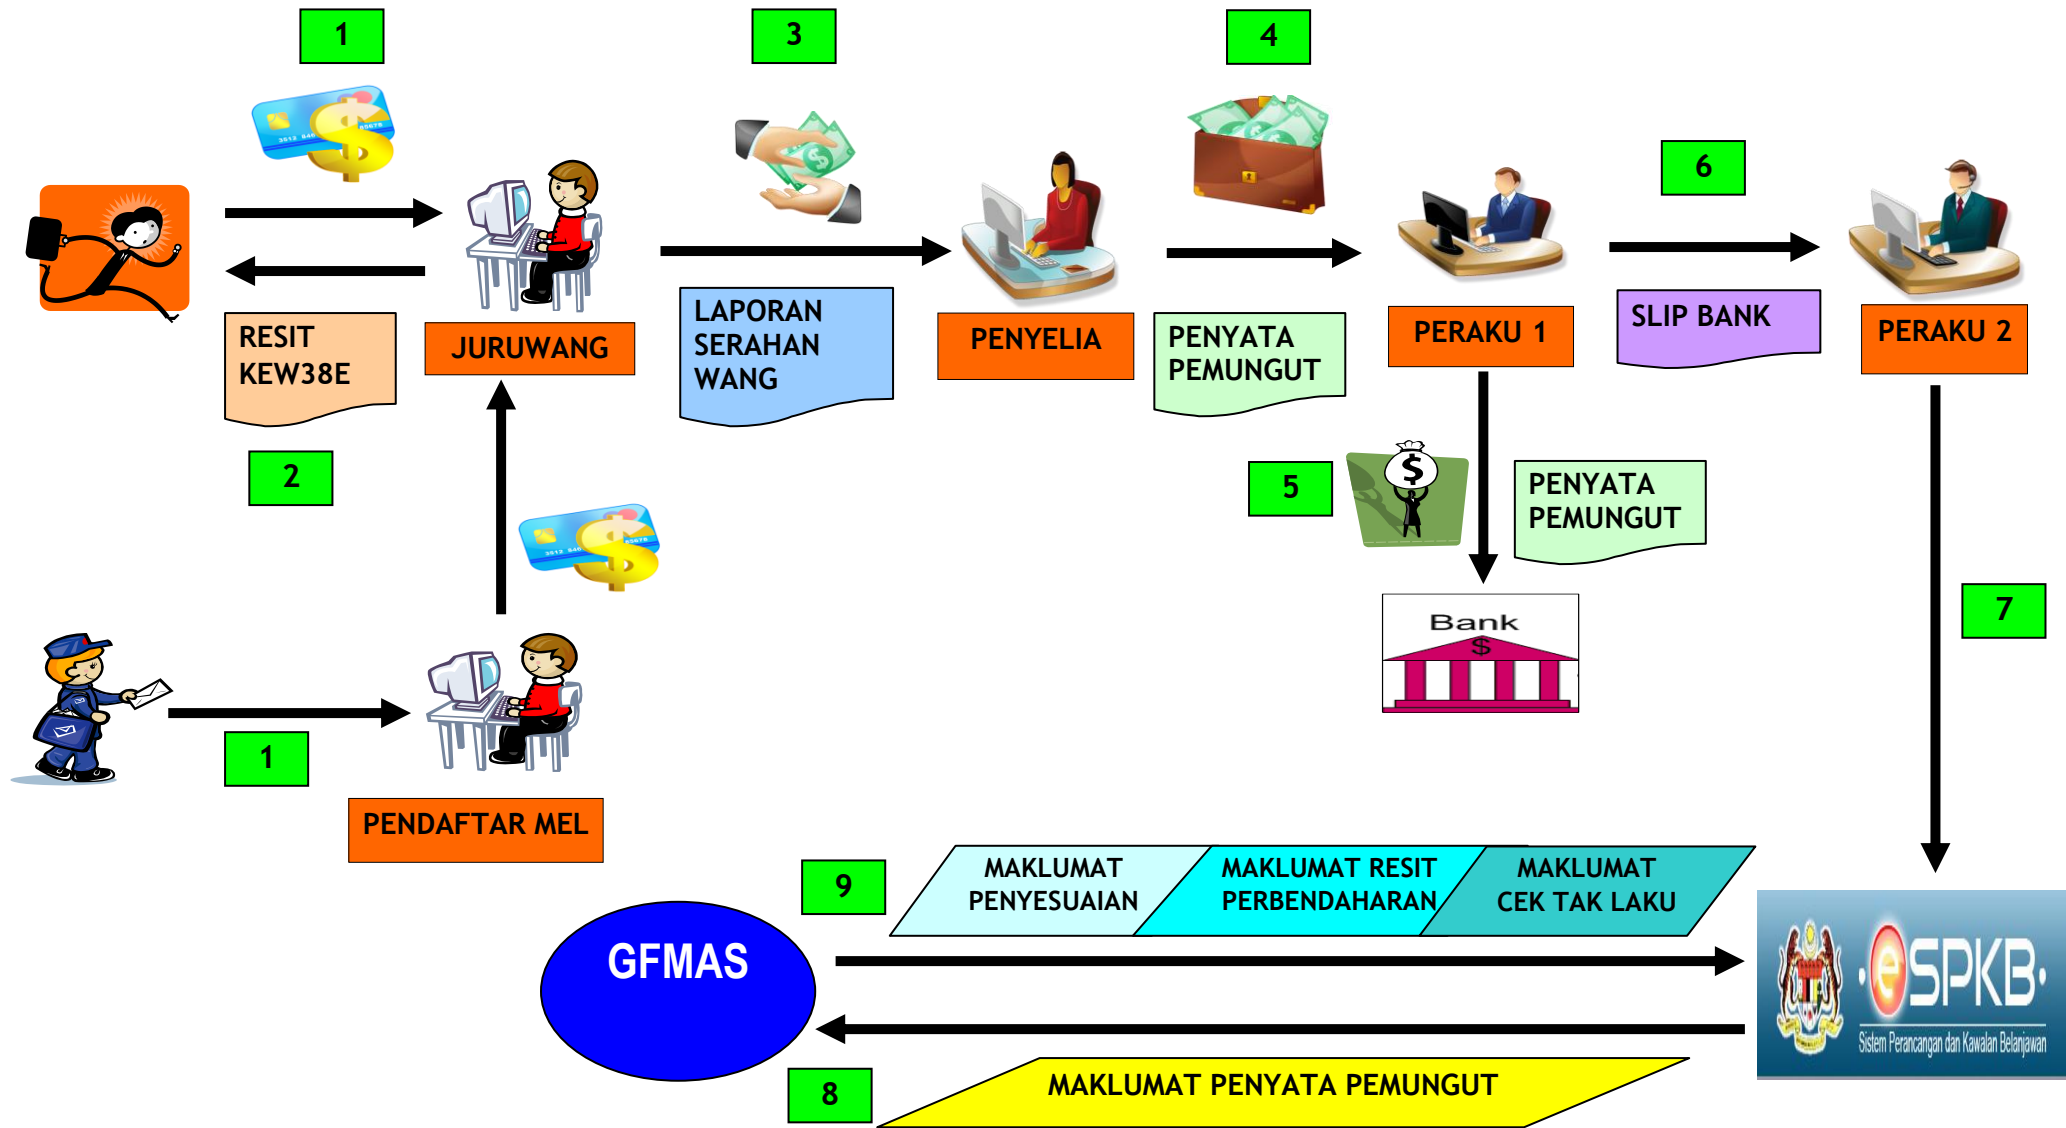 1
3
4
6
RESIT
KEW38E
JURUWANG
LAPORAN
SERAHAN
WANG
PENYELIA
PENYATA
PEMUNGUT
PERAKU 1
SLIP BANK
PERAKU 2
2
5
PENYATA
PEMUNGUT
Bank
$
7
1
PENDAFTAR MEL
9
MAKLUMAT
PENYESUAIAN
MAKLUMAT RESIT
PERBENDAHARAN
MAKLUMAT
CEK TAK LAKU
GFMAS
·eSPKB·
Sistem Perancangan dan Kawalan Belanjawan
8
MAKLUMAT PENYATA PEMUNGUT